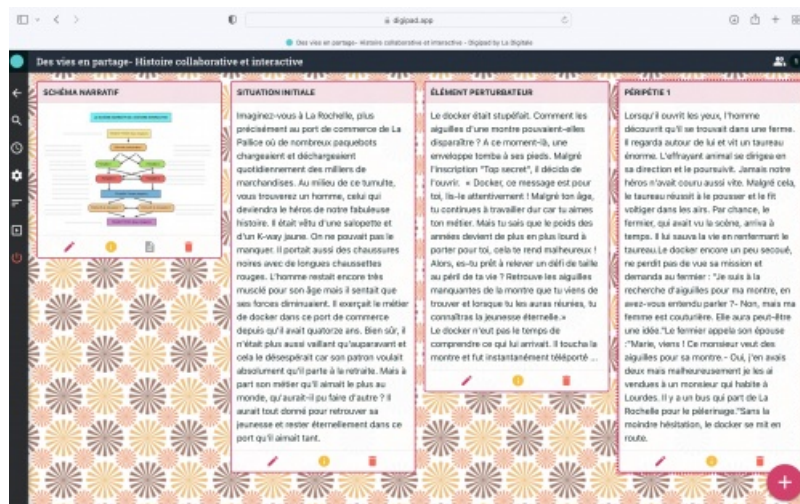 digipad.app
Des vies en partage- Histoire collaborative et interactive - Digipad by La Digitale
Des vies en partage- Histoire collaborative et interactive
SCHÉMA NARRATIF
SITUATION INITIALE
Imaginez-vous à La Rochelle, plus
précisément au port de commerce de La
Pallice où de nombreux paquebots
chargeaient et déchargeaient
quotidiennement des milliers de
marchandises. Au milieu de ce tumulte,
vous trouverez un homme, celui qui
deviendra le héros de notre fabuleuse
histoire. Il était vêtu d'une salopette et
d'un K-way jaune. On ne pouvait pas le
manquer. Il portait aussi des chaussures
noires avec de longues chaussettes
rouges. L'homme restait encore très
musclé pour son âge mais il sentait que
ses forces diminuaient. Il exerçait le métier
de docker dans ce port de commerce
depuis qu'il avait quatorze ans. Bien sûr, il
n'était plus aussi vaillant qu'auparavant et
cela le désespérait car son patron voulait
absolument qu'il parte à la retraite. Mais à
part son métier qu'il aimait le plus au
monde, qu'aurait-il pu faire d'autre ? Il
aurait tout donné pour retrouver sa
jeunesse et rester éternellement dans ce
port qu'il aimait tant.
ÉLÉMENT PERTURBATEUR
Le docker était stupéfait. Comment les
aiguilles d'une montre pouvaient-elles
disparaître ? A ce moment-là, une
enveloppe tomba à ses pieds. Malgré
l'inscription "Top secret", il décida de
l'ouvrir. « Docker, ce message est pour
toi, lis-le attentivement ! Malgré ton âge,
tu continues à travailler dur car tu aimes
ton métier. Mais tu sais que le poids des
années devient de plus en plus lourd à
porter pour toi, cela te rend malheureux !
Alors, es-tu prêt à relever un défi de taille
au péril de ta vie ? Retrouve les aiguilles
manquantes de la montre que tu viens de
trouver et lorsque tu les auras réunies, tu
connaîtras la jeunesse éternelle.»
Le docker n'eut pas le temps de
comprendre ce qui lui arrivait. Il toucha la
montre et fut instantanément téléporté ...
PÉRIPÉTIE 1
Lorsqu'il ouvrit les yeux, l'homme
découvrit qu'il se trouvait dans une ferme.
Il regarda autour de lui et vit un taureau
énorme. L'effrayant animal se dirigea en
sa direction et le poursuivit. Jamais notre
héros n'avait couru aussi vite. Malgré cela,
le taureau réussit à le pousser et le fit
voltiger dans les airs. Par chance, le
fermier, qui avait vu la scène, arriva à
temps. Il lui sauva la vie en renfermant le
taureau.Le docker encore un peu secoué,
ne perdit pas de vue sa mission et
demanda au fermier : "Je suis à la
recherche d'aiguilles pour ma montre, en
avez-vous entendu parler ?- Non, mais ma
femme est couturière. Elle aura peut-être
une idée."Le fermier appela son épouse
:"Marie, viens ! Ce monsieur veut des
aiguilles pour sa montre.- Oui, j'en avais
deux mais malheureusement je les ai
vendues à un monsieur qui habite à
Lourdes. Il y a un bus qui part de La
Rochelle pour le pèlerinage."Sans la
moindre hésitation, le docker se mit en
route.